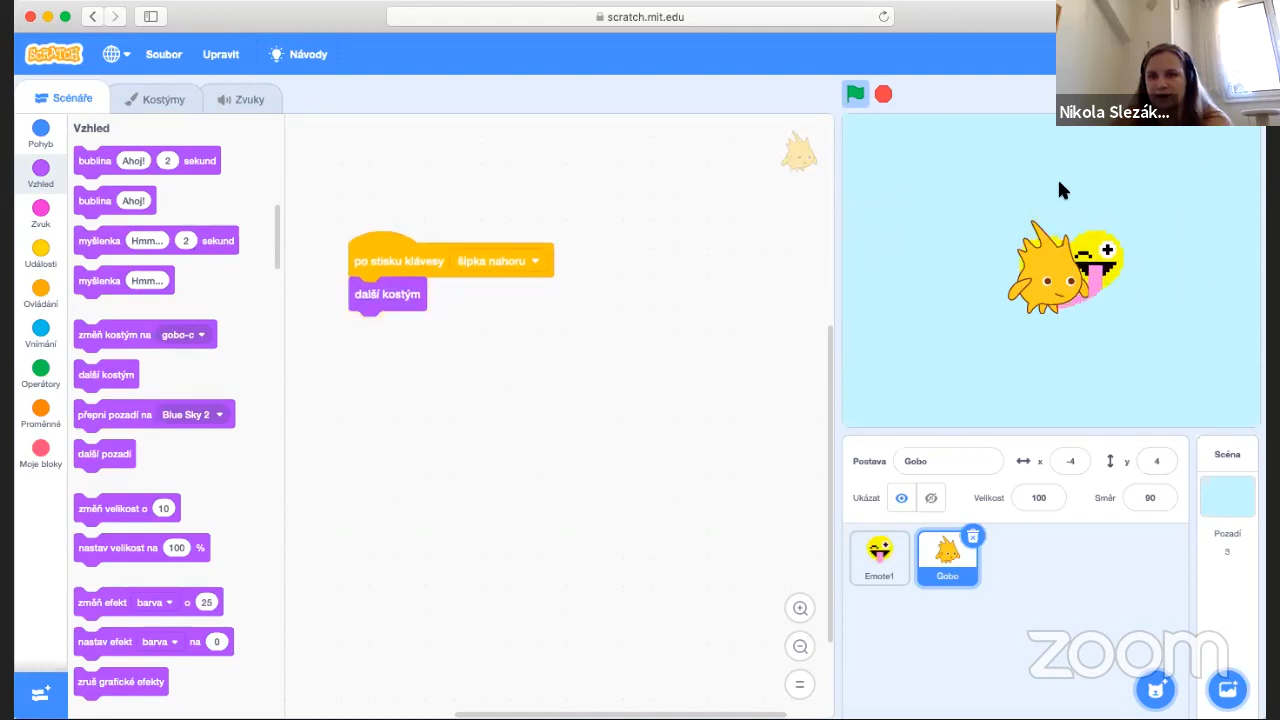 scratch.mit.edu
SCRATCH
Soubor
Upravit
Návody
Nikola Slezák...
Scénáře
Kostýmy
Zvuky
Pohyb
Vzhled
Zvuk
Události
Ovládání
Vnímání
Operátory
Proměnné
Moje bloky
Vzhled
bublina Ahoj! 2 sekund
bublina Ahoj!
myšlenka Hmm... 2 sekund
myšlenka Hmm...
změň kostým na gobo-c
další kostým
přepni pozadí na Blue Sky 2
další pozadí
změň velikost o 10
nastav velikost na 100 %
změň efekt barva o 25
nastav efekt barva na 0
zruš grafické efekty
po stisku klávesy šipka nahoru
další kostým
Postava Gobo x -4 y 4
Ukázat Velikost 100 Směr 90
Emote1
Gobo
Scéna
Pozadí
3
zoom